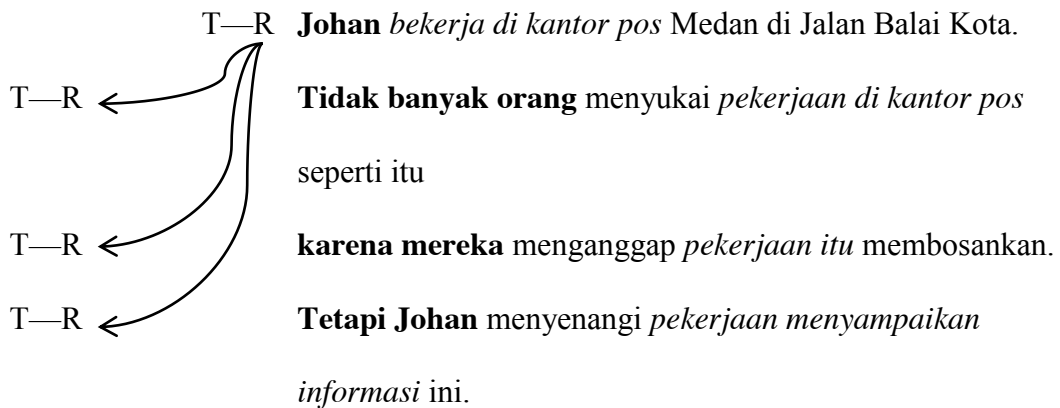 T—R Johan bekerja di kantor pos Medan di Jalan Balai Kota.
T—R Tidak banyak orang menyukai pekerjaan di kantor pos
seperti itu
T—R karena mereka menganggap pekerjaan itu membosankan.
T—R Tetapi Johan menyenangi pekerjaan menyampaikan
informasi ini.